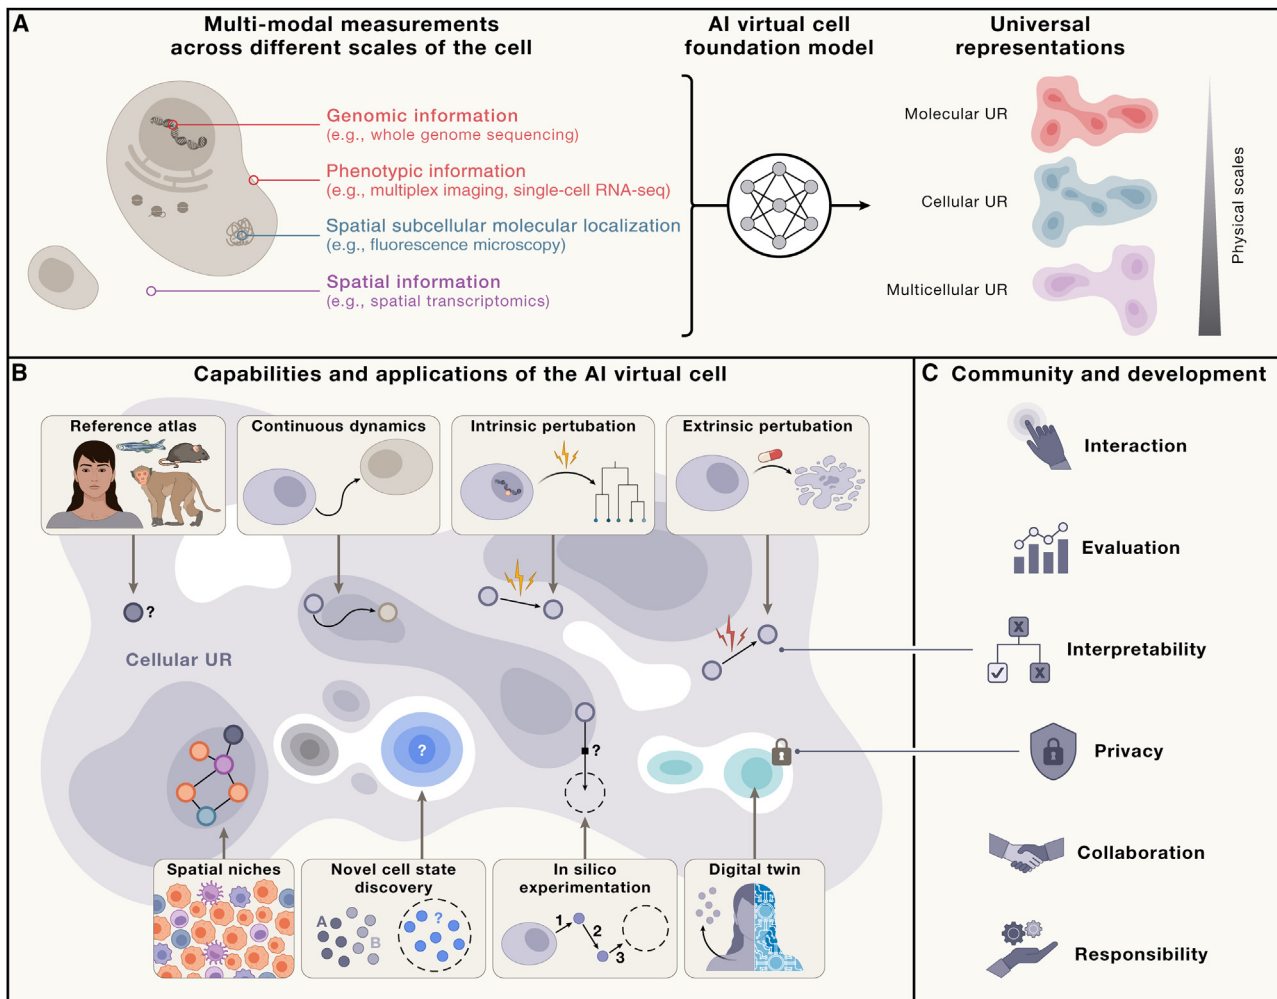 A
Multi-modal measurements
across different scales of the cell
AI virtual cell
foundation model
Universal
representations
Genomic information
(e.g., whole genome sequencing)
Phenotypic information
(e.g., multiplex imaging, single-cell RNA-seq)
Spatial subcellular molecular localization
(e.g., fluorescence microscopy)
Spatial information
(e.g., spatial transcriptomics)
Molecular UR
Cellular UR
Multicellular UR
Physical scales
B
Capabilities and applications of the AI virtual cell
Reference atlas
Continuous dynamics
Intrinsic pertubation
Extrinsic pertubation
?
Cellular UR
?
?
Spatial niches
Novel cell state
discovery
A
B
?
In silico
experimentation
1
2
3
Digital twin
C
Community and development
Interaction
Evaluation
X
X
Interpretability
Privacy
Collaboration
Responsibility